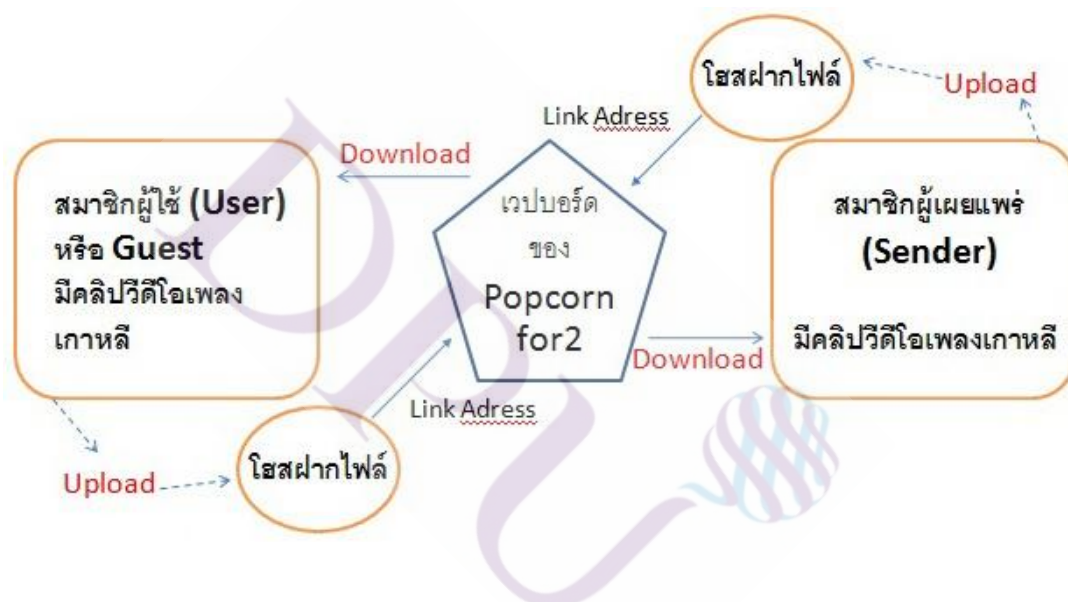 โฮสฝากไฟล์
Upload
Link Adress
Download
สมาชิกผู้ใช้ (User)
หรือ Guest
มีคลิปวีดีโอเพลง
เกาหลี
เวปบอร์ด
ของ
Popcorn
for2
สมาชิกผู้เผยแพร่
(Sender)
มีคลิปวีดีโอเพลงเกาหลี
Download
Link Adress
Upload
โฮสฝากไฟล์
DPU